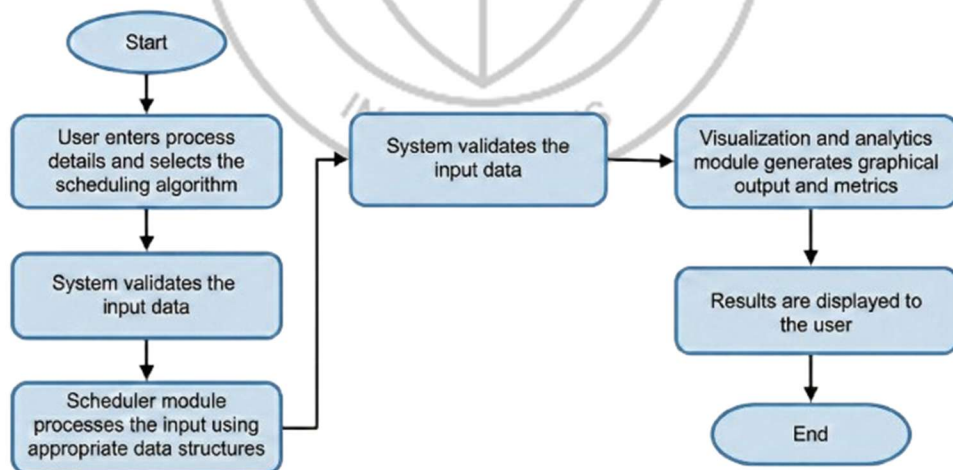 Start
User enters process
details and selects the
scheduling algorithm
System validates the
input data
Scheduler module
processes the input using
appropriate data structures
System validates the
input data
Visualization and analytics
module generates graphical
output and metrics
Results are displayed to
the user
End